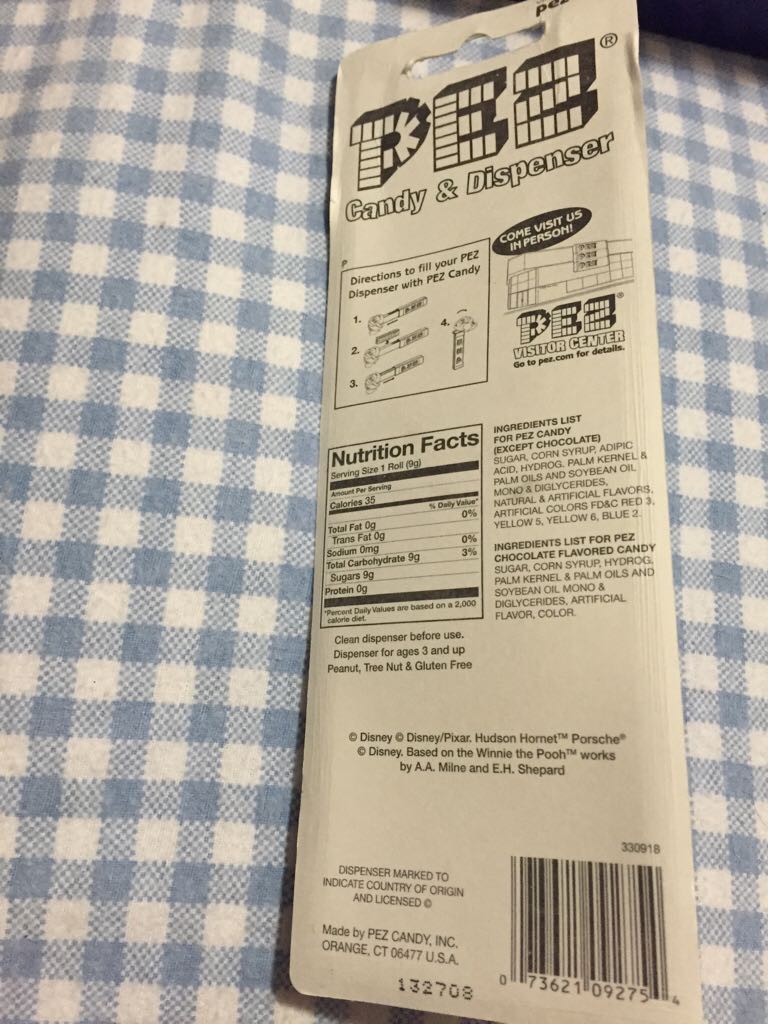 pez
PEZ®
Candy & Dispenser
COME VISIT US
IN PERSON!
P
Directions to fill your PEZ
Dispenser with PEZ Candy
1.
2.
3.
4.
PEZ
PEZ
PEZ
PEZ®
VISITOR CENTER
Go to pez.com for details.
Nutrition Facts
Serving Size 1 Roll (9g)
Amount Per Serving
Calories 35
% Daily Value*
Total Fat 0g 0%
Trans Fat 0g
Sodium 0mg 0%
Total Carbohydrate 9g 3%
Sugars 9g
Protein 0g
*Percent Daily Values are based on a 2,000
calorie diet.
INGREDIENTS LIST
FOR PEZ CANDY
(EXCEPT CHOCOLATE)
SUGAR, CORN SYRUP, ADIPIC
ACID, HYDROG. PALM KERNEL &
PALM OILS AND SOYBEAN OIL
MONO & DIGLYCERIDES,
NATURAL & ARTIFICIAL FLAVORS,
ARTIFICIAL COLORS FD&C RED 3,
YELLOW 5, YELLOW 6, BLUE 2.
INGREDIENTS LIST FOR PEZ
CHOCOLATE FLAVORED CANDY
SUGAR, CORN SYRUP, HYDROG.
PALM KERNEL & PALM OILS AND
SOYBEAN OIL MONO &
DIGLYCERIDES, ARTIFICIAL
FLAVOR, COLOR.
Clean dispenser before use.
Dispenser for ages 3 and up
Peanut, Tree Nut & Gluten Free
© Disney © Disney/Pixar. Hudson Hornet™ Porsche®
© Disney. Based on the Winnie the Pooh™ works
by A.A. Milne and E.H. Shepard
DISPENSER MARKED TO
INDICATE COUNTRY OF ORIGIN
AND LICENSED ©
Made by PEZ CANDY, INC.
ORANGE, CT 06477 U.S.A.
132708
330918
0 73621 09275 4